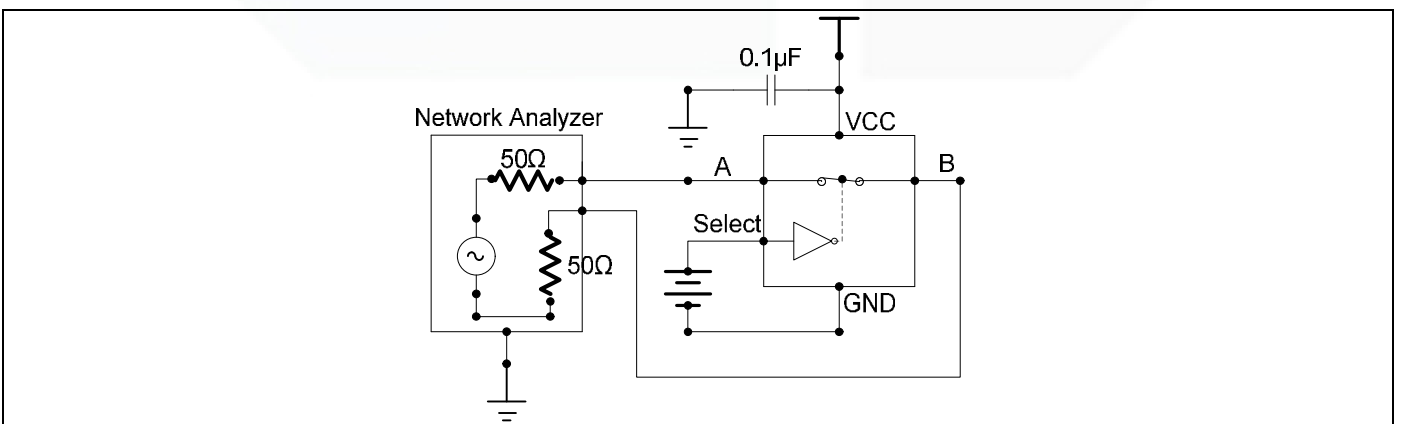 0.1µF
Network Analyzer
VCC
50Ω
A
B
Select
50Ω
GND